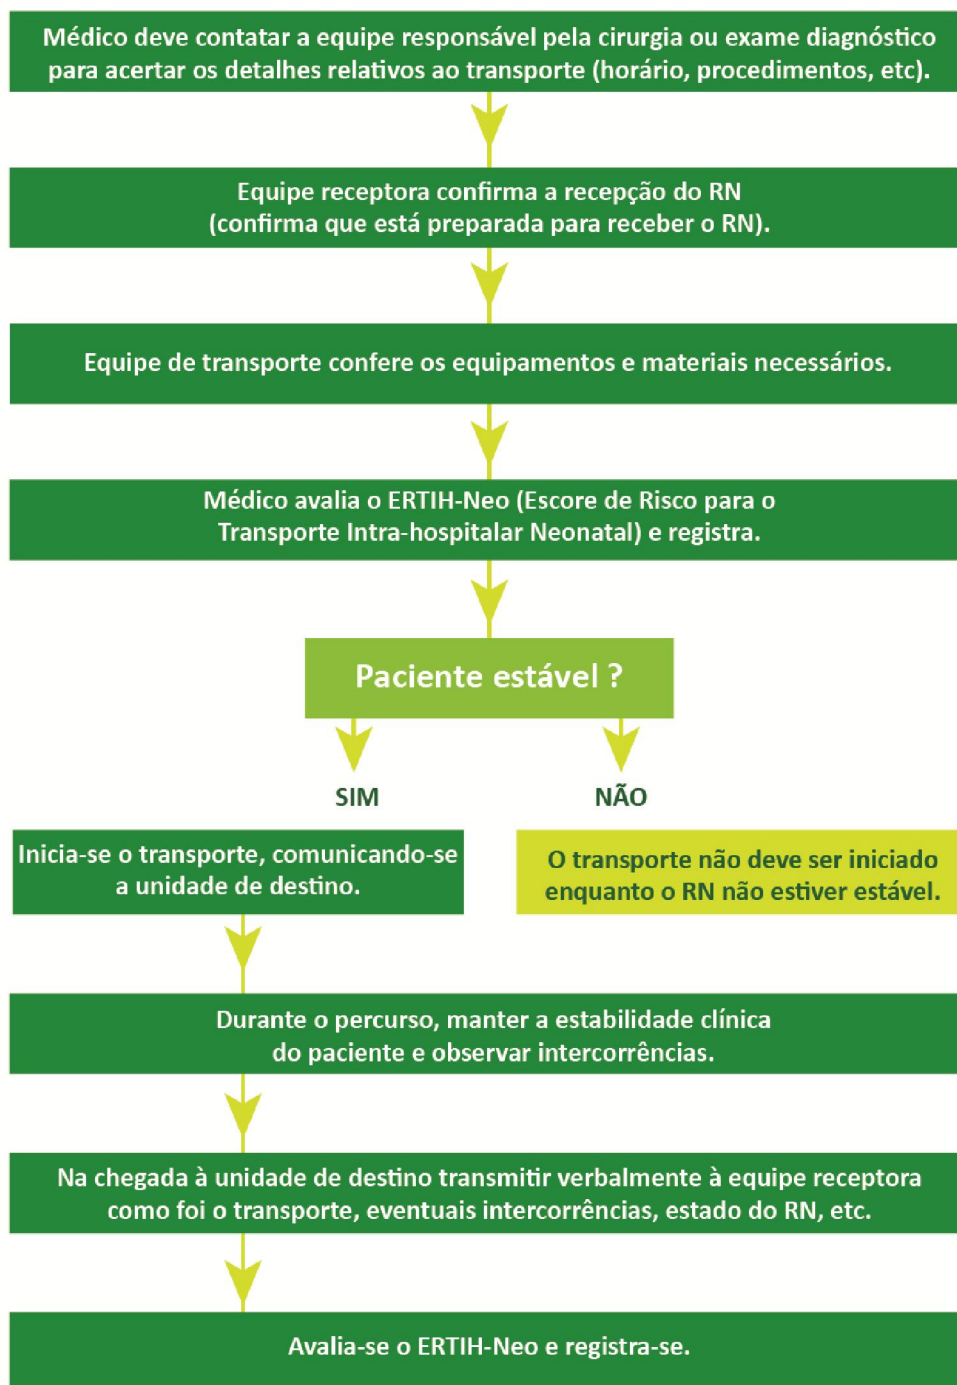 Médico deve contatar a equipe responsável pela cirurgia ou exame diagnóstico
para acertar os detalhes relativos ao transporte (horário, procedimentos, etc).
Equipe receptora confirma a recepção do RN
(confirma que está preparada para receber o RN).
Equipe de transporte confere os equipamentos e materiais necessários.
Médico avalia o ERTIH-Neo (Escore de Risco para o
Transporte Intra-hospitalar Neonatal) e registra.
Paciente estável ?
SIM
NÃO
Inicia-se o transporte, comunicando-se
a unidade de destino.
O transporte não deve ser iniciado
enquanto o RN não estiver estável.
Durante o percurso, manter a estabilidade clínica
do paciente e observar intercorrências.
Na chegada à unidade de destino transmitir verbalmente à equipe receptora
como foi o transporte, eventuais intercorrências, estado do RN, etc.
Avalia-se o ERTIH-Neo e registra-se.